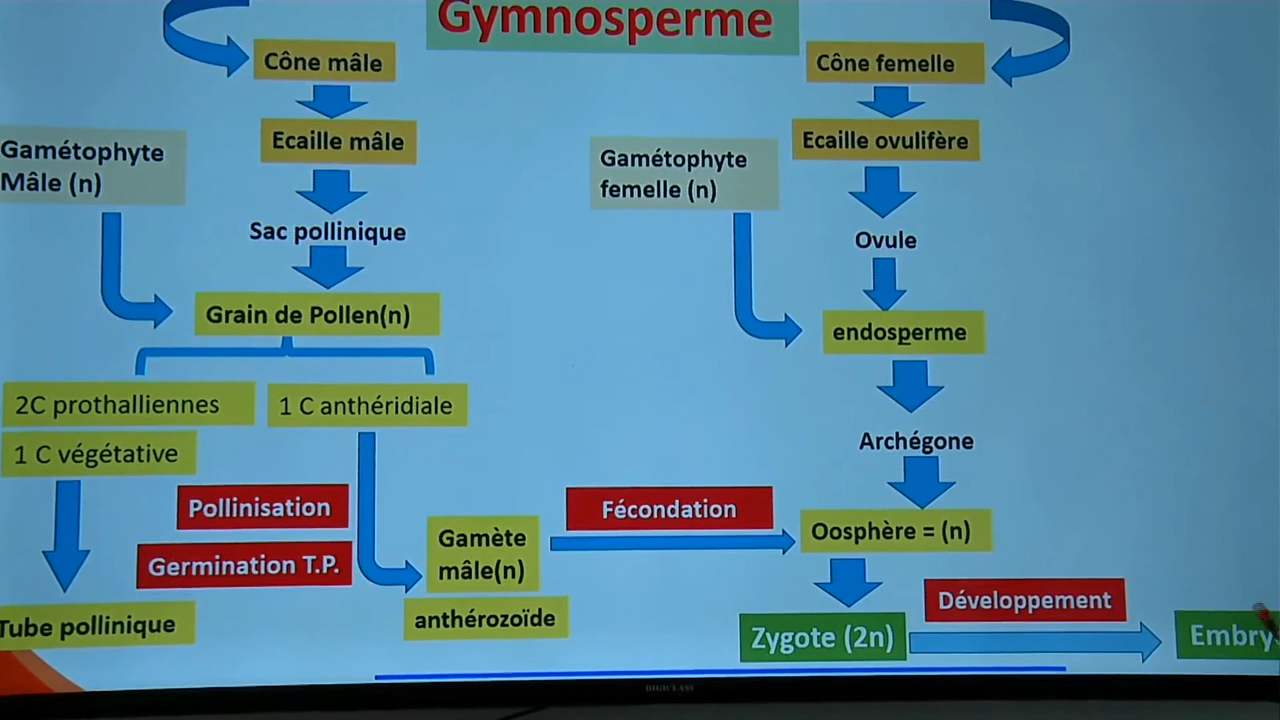 Gymnosperme
Cône mâle
Cône femelle
Ecaille mâle
Ecaille ovulifère
Gamétophyte
Mâle (n)
Gamétophyte
femelle (n)
Sac pollinique
Ovule
Grain de Pollen(n)
endosperme
2C prothalliennes
1 C anthéridiale
1 C végétative
Archégone
Pollinisation
Fécondation
Gamète
mâle(n)
Oosphère = (n)
Germination T.P.
anthérozoïde
Développement
Tube pollinique
Zygote (2n)
DIGICLASS